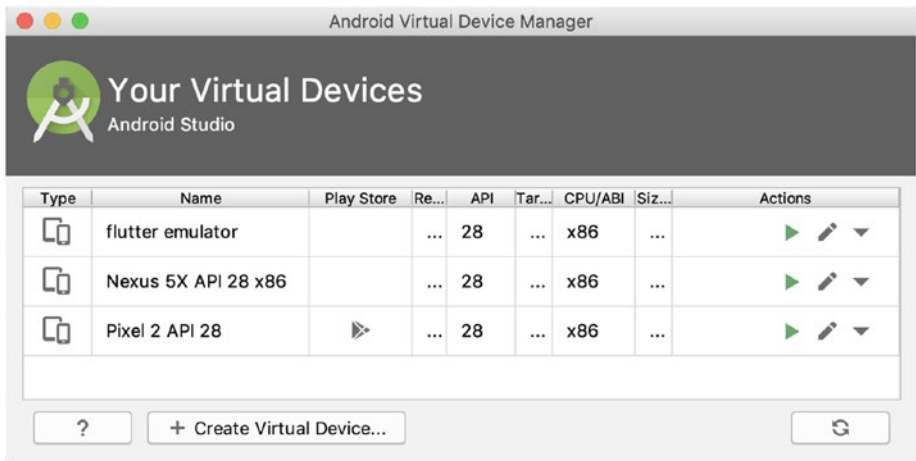 Android Virtual Device Manager
Your Virtual Devices
Android Studio
Type Name Play Store Re... API Tar... CPU/ABI Siz... Actions
flutter emulator ... 28 ... x86 ...
Nexus 5X API 28 x86 ... 28 ... x86 ...
Pixel 2 API 28 ... 28 ... x86 ...
? + Create Virtual Device...